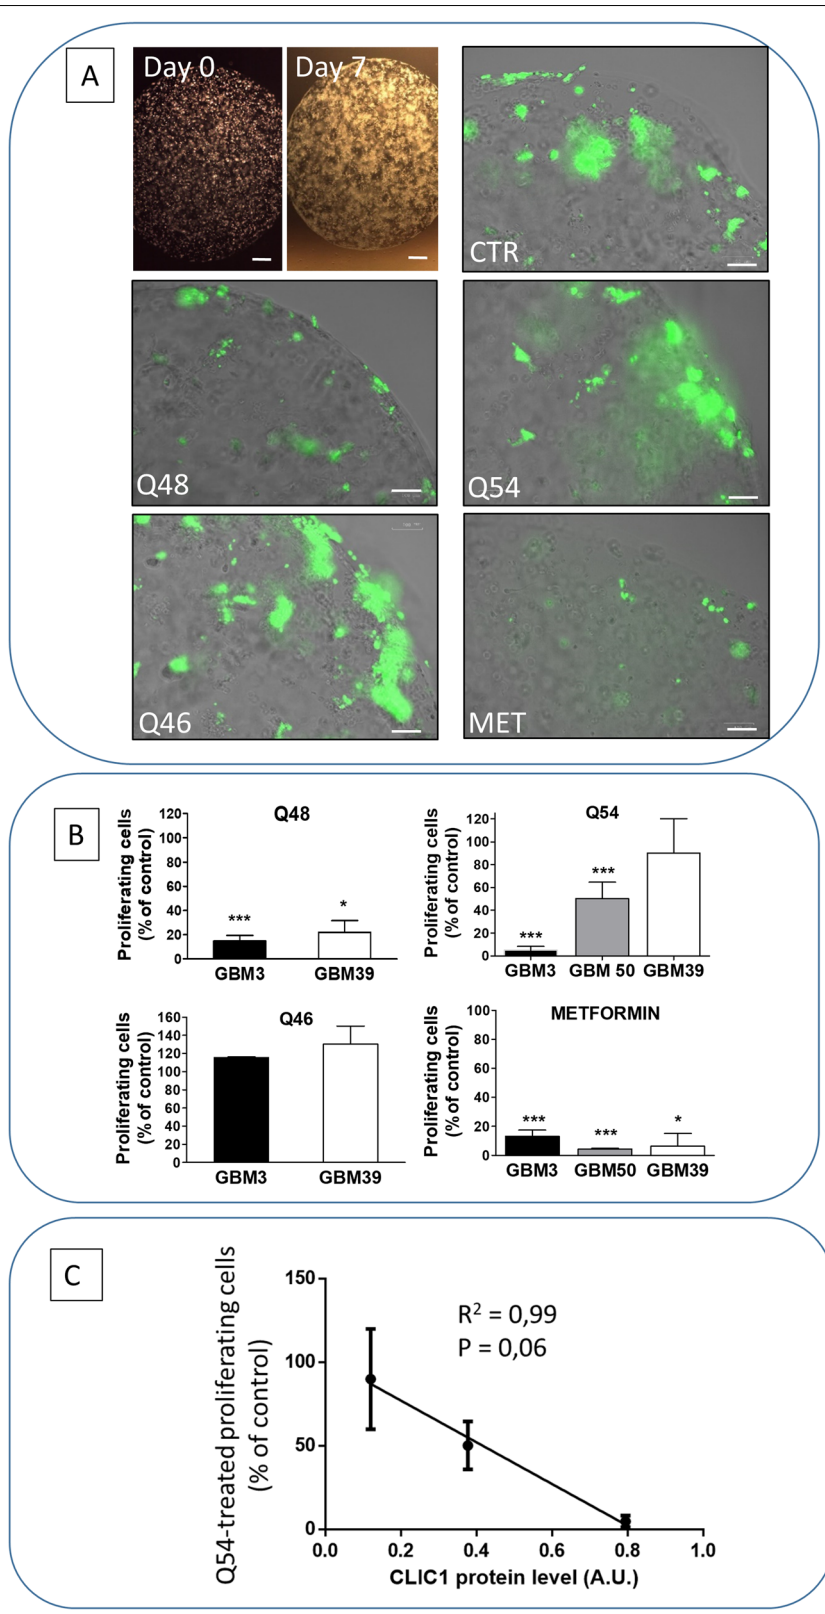 A
Day 0
Day 7
CTR
Q48
Q54
Q46
MET
B
Q48
Proliferating cells
(% of control)
120
100
80
60
40
20
0
***
*
GBM3 GBM39
Q54
Proliferating cells
(% of control)
120
100
80
60
40
20
0
***
***
GBM3 GBM 50 GBM39
Q46
Proliferating cells
(% of control)
160
140
120
100
80
60
40
20
0
GBM3 GBM39
METFORMIN
Proliferating cells
(% of control)
100
80
60
40
20
0
***
***
*
GBM3 GBM50 GBM39
C
Q54-treated proliferating cells
(% of control)
150
100
50
0
R² = 0,99
P = 0,06
0.0 0.2 0.4 0.6 0.8 1.0
CLIC1 protein level (A.U.)